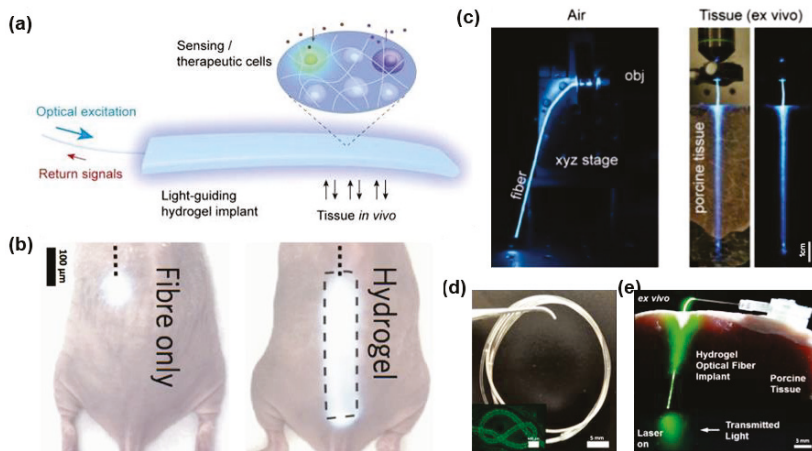 (a)
Sensing /
therapeutic cells
Optical excitation
Return signals
Light-guiding
hydrogel implant
Tissue in vivo
(b)
100 µm
Fibre only
Hydrogel
(c)
Air
Tissue (ex vivo)
obj
xyz stage
fiber
porcine tissue
1cm
(d)
5 mm
(e)
ex vivo
Hydrogel
Optical Fiber
Implant
Porcine
Tissue
Laser
on
Transmitted
Light
3 mm